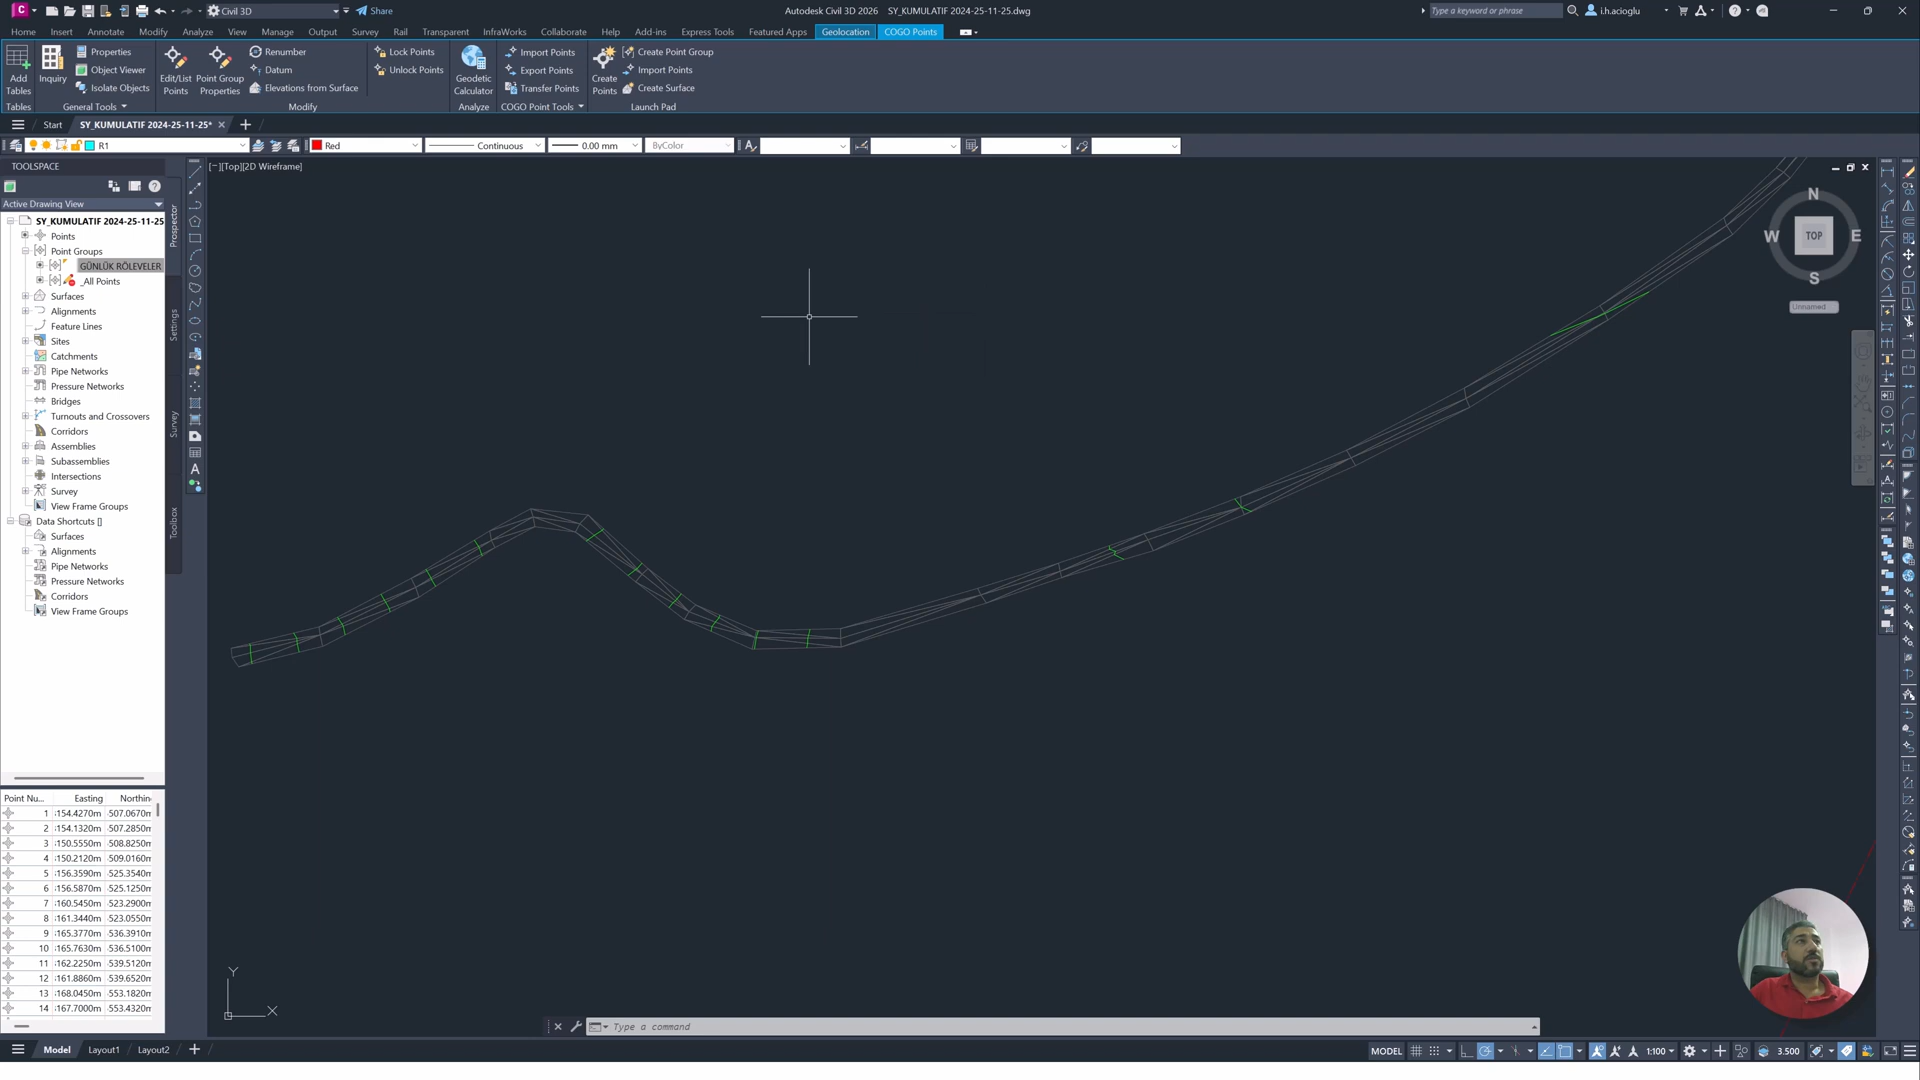 Civil 3D
Share
Autodesk Civil 3D 2026 SY_KUMULATIF 2024-25-11-25.dwg
Type a keyword or phrase
i.h.acioglu
Home Insert Annotate Modify Analyze View Manage Output Survey Rail Transparent InfraWorks Collaborate Help Add-ins Express Tools Featured Apps Geolocation COGO Points
Add Tables
Inquiry
Properties
Object Viewer
Isolate Objects
Edit/List Points
Point Group Properties
Renumber
Datum
Elevations from Surface
Lock Points
Unlock Points
Geodetic Calculator
Import Points
Export Points
Transfer Points
Create Points
Create Point Group
Import Points
Create Surface
Tables General Tools Modify Analyze COGO Point Tools Launch Pad
Start SY_KUMULATIF 2024-25-11-25*
R1 Red Continuous 0.00 mm ByColor
TOOLSPACE
[−][Top][2D Wireframe]
Active Drawing View
SY_KUMULATIF 2024-25-11-25
Points
Point Groups
GÜNLÜK RÖLEVELER
_All Points
Surfaces
Alignments
Feature Lines
Sites
Catchments
Pipe Networks
Pressure Networks
Bridges
Turnouts and Crossovers
Corridors
Assemblies
Subassemblies
Intersections
Survey
View Frame Groups
Data Shortcuts []
Surfaces
Alignments
Pipe Networks
Pressure Networks
Corridors
View Frame Groups
Prospector
Settings
Survey
Toolbox
N
W TOP E
S
Unnamed
Point Nu... Easting Northin
1 154.4270m 507.0670m
2 154.1320m 507.2850m
3 150.5550m 508.8250m
4 150.2120m 509.0160m
5 156.3590m 525.3540m
6 156.5870m 525.1250m
7 160.5450m 523.2900m
8 161.3440m 523.0550m
9 165.3770m 536.3910m
10 165.7630m 536.5100m
11 162.2250m 539.5120m
12 161.8860m 539.6520m
13 168.0450m 553.1820m
14 167.7000m 553.4320m
Y
X
Type a command
Model Layout1 Layout2
MODEL 1:100 3.500